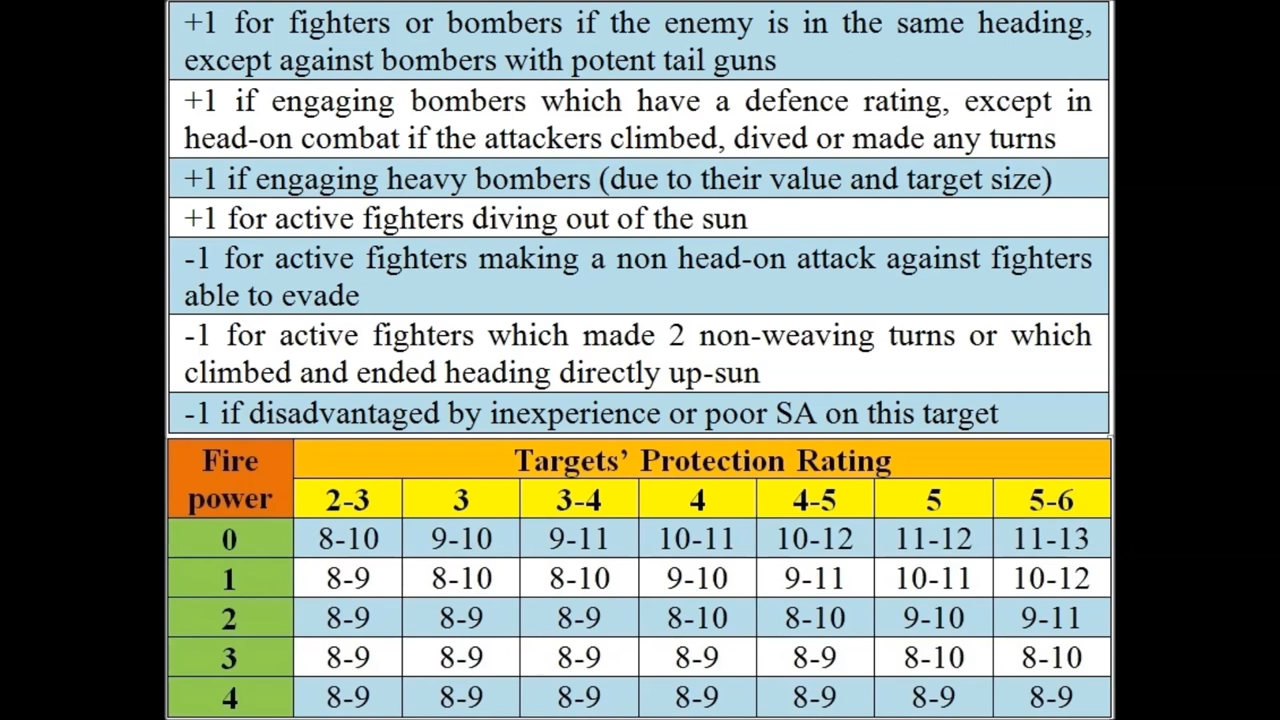 +1 for fighters or bombers if the enemy is in the same heading,
except against bombers with potent tail guns
+1 if engaging bombers which have a defence rating, except in
head-on combat if the attackers climbed, dived or made any turns
+1 if engaging heavy bombers (due to their value and target size)
+1 for active fighters diving out of the sun
-1 for active fighters making a non head-on attack against fighters
able to evade
-1 for active fighters which made 2 non-weaving turns or which
climbed and ended heading directly up-sun
-1 if disadvantaged by inexperience or poor SA on this target
Fire power Targets’ Protection Rating
2-3 3 3-4 4 4-5 5 5-6
0 8-10 9-10 9-11 10-11 10-12 11-12 11-13
1 8-9 8-10 8-10 9-10 9-11 10-11 10-12
2 8-9 8-9 8-9 8-10 8-10 9-10 9-11
3 8-9 8-9 8-9 8-9 8-9 8-10 8-10
4 8-9 8-9 8-9 8-9 8-9 8-9 8-9